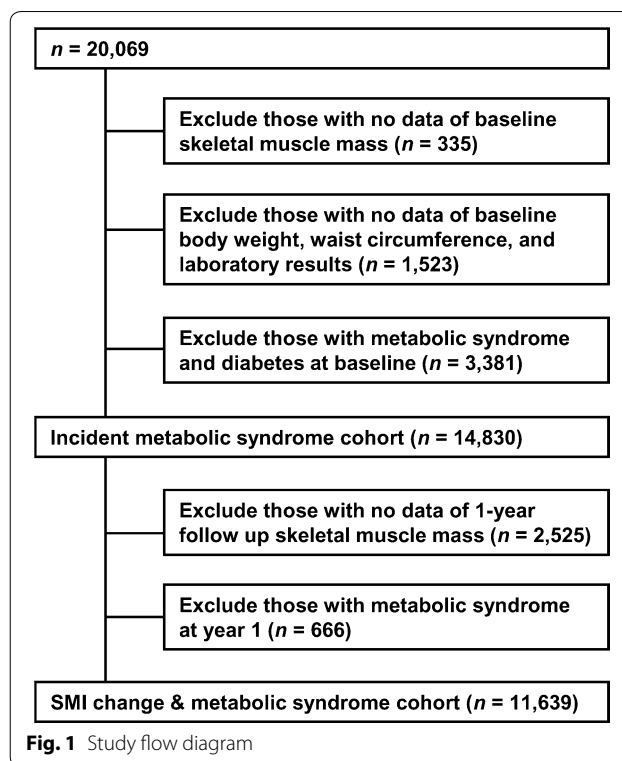 n = 20,069
Exclude those with no data of baseline
skeletal muscle mass (n = 335)
Exclude those with no data of baseline
body weight, waist circumference, and
laboratory results (n = 1,523)
Exclude those with metabolic syndrome
and diabetes at baseline (n = 3,381)
Incident metabolic syndrome cohort (n = 14,830)
Exclude those with no data of 1-year
follow up skeletal muscle mass (n = 2,525)
Exclude those with metabolic syndrome
at year 1 (n = 666)
SMI change & metabolic syndrome cohort (n = 11,639)
Fig. 1 Study flow diagram